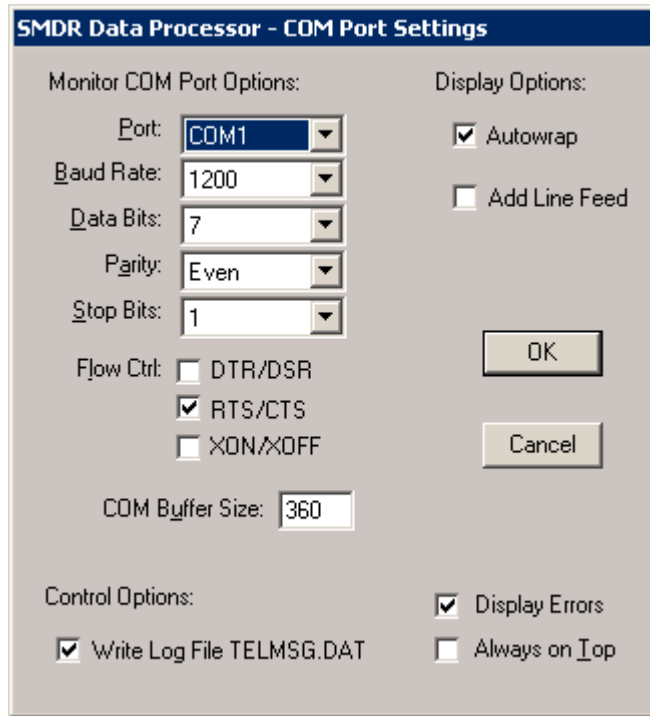 SMDR Data Processor - COM Port Settings
Monitor COM Port Options:
Port: COM1
Baud Rate: 1200
Data Bits: 7
Parity: Even
Stop Bits: 1
Flow Ctrl: DTR/DSR
RTS/CTS
XON/XOFF
COM Buffer Size: 360
Display Options:
Autowrap
Add Line Feed
OK
Cancel
Control Options:
Write Log File TELMSG.DAT
Display Errors
Always on Top